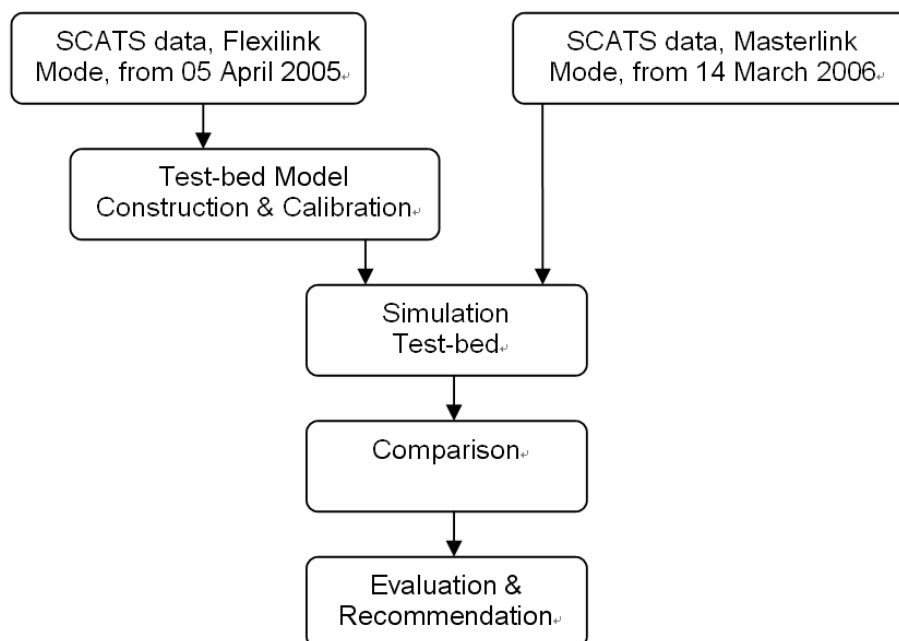 SCATS data, Flexilink
Mode, from 05 April 2005
SCATS data, Masterlink
Mode, from 14 March 2006
Test-bed Model
Construction & Calibration
Simulation
Test-bed
Comparison
Evaluation &
Recommendation